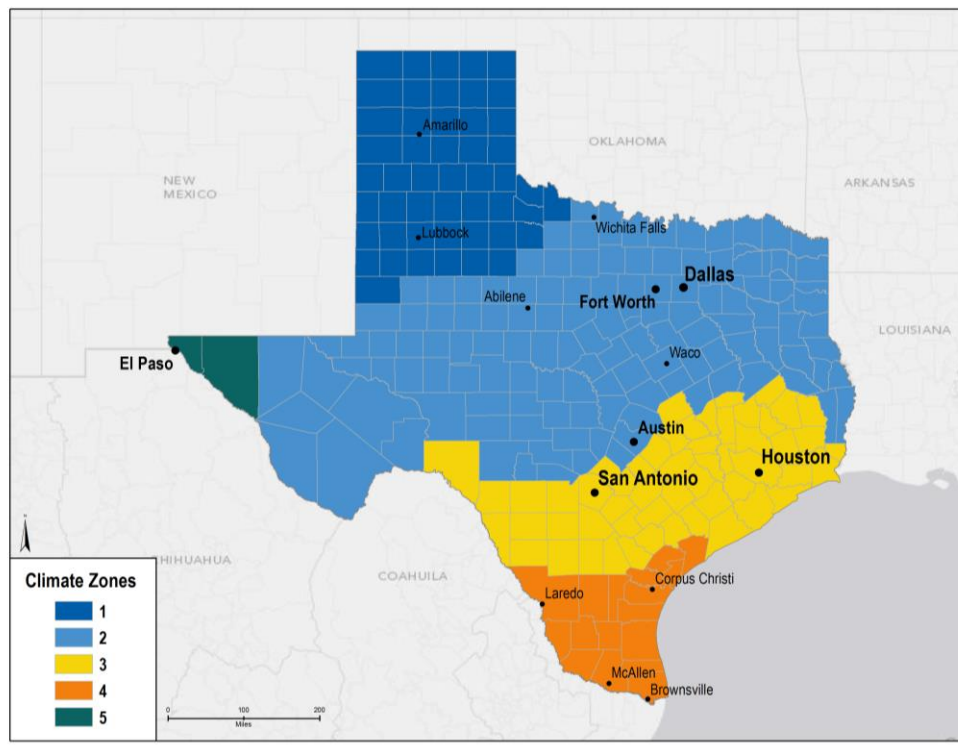 Amarillo
OKLAHOMA
NEW
MEXICO
ARKANSAS
Lubbock
Wichita Falls
Dallas
Abilene
Fort Worth
LOUISIANA
El Paso
Waco
Austin
Houston
San Antonio
CHIHUAHUA
COAHUILA
Corpus Christi
Laredo
McAllen
Brownsville
Climate Zones
1
2
3
4
5
0 100 200
Miles